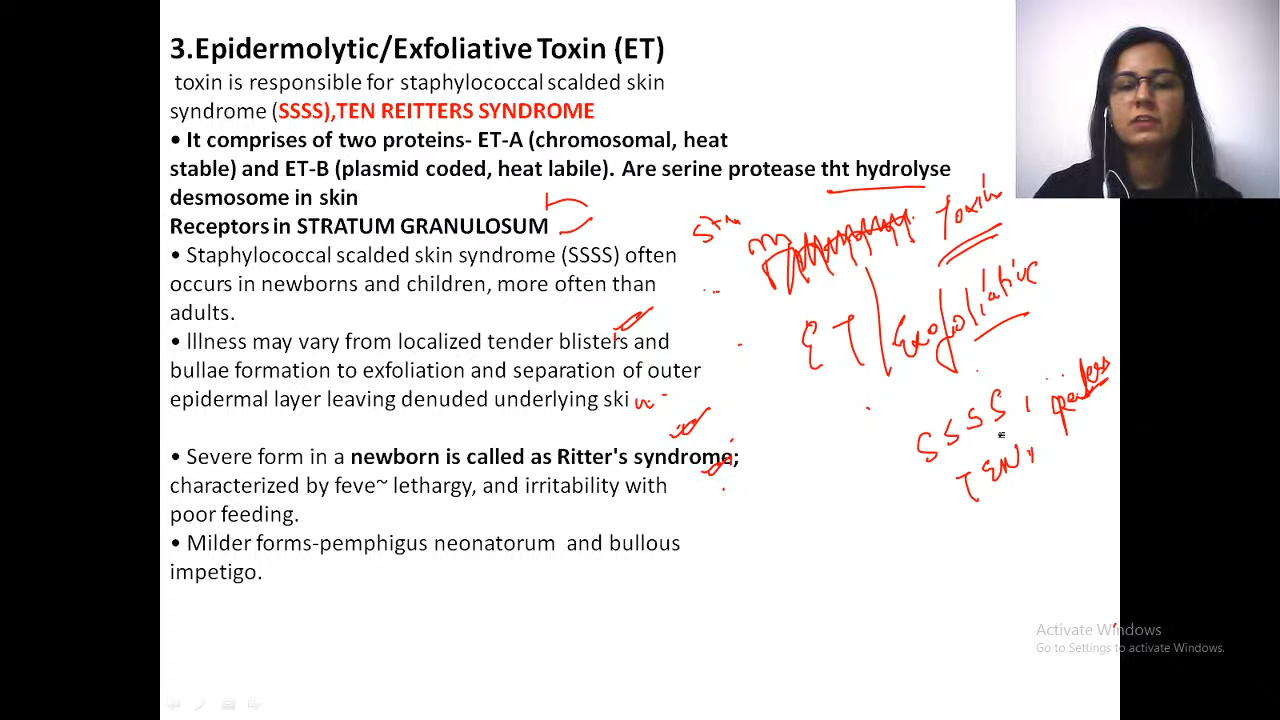 3.Epidermolytic/Exfoliative Toxin (ET)
toxin is responsible for staphylococcal scalded skin
syndrome (SSSS),TEN REITTERS SYNDROME
• It comprises of two proteins- ET-A (chromosomal, heat
stable) and ET-B (plasmid coded, heat labile). Are serine protease tht hydrolyse
desmosome in skin
Receptors in STRATUM GRANULOSUM
• Staphylococcal scalded skin syndrome (SSSS) often
occurs in newborns and children, more often than
adults.
• Illness may vary from localized tender blisters and
bullae formation to exfoliation and separation of outer
epidermal layer leaving denuded underlying ski
• Severe form in a newborn is called as Ritter's syndrome;
characterized by feve~ lethargy, and irritability with
poor feeding.
• Milder forms-pemphigus neonatorum and bullous
impetigo.
Toxin
ET / Exofoliative
SSSS,
TEN,
Activate Windows
Go to Settings to activate Windows.